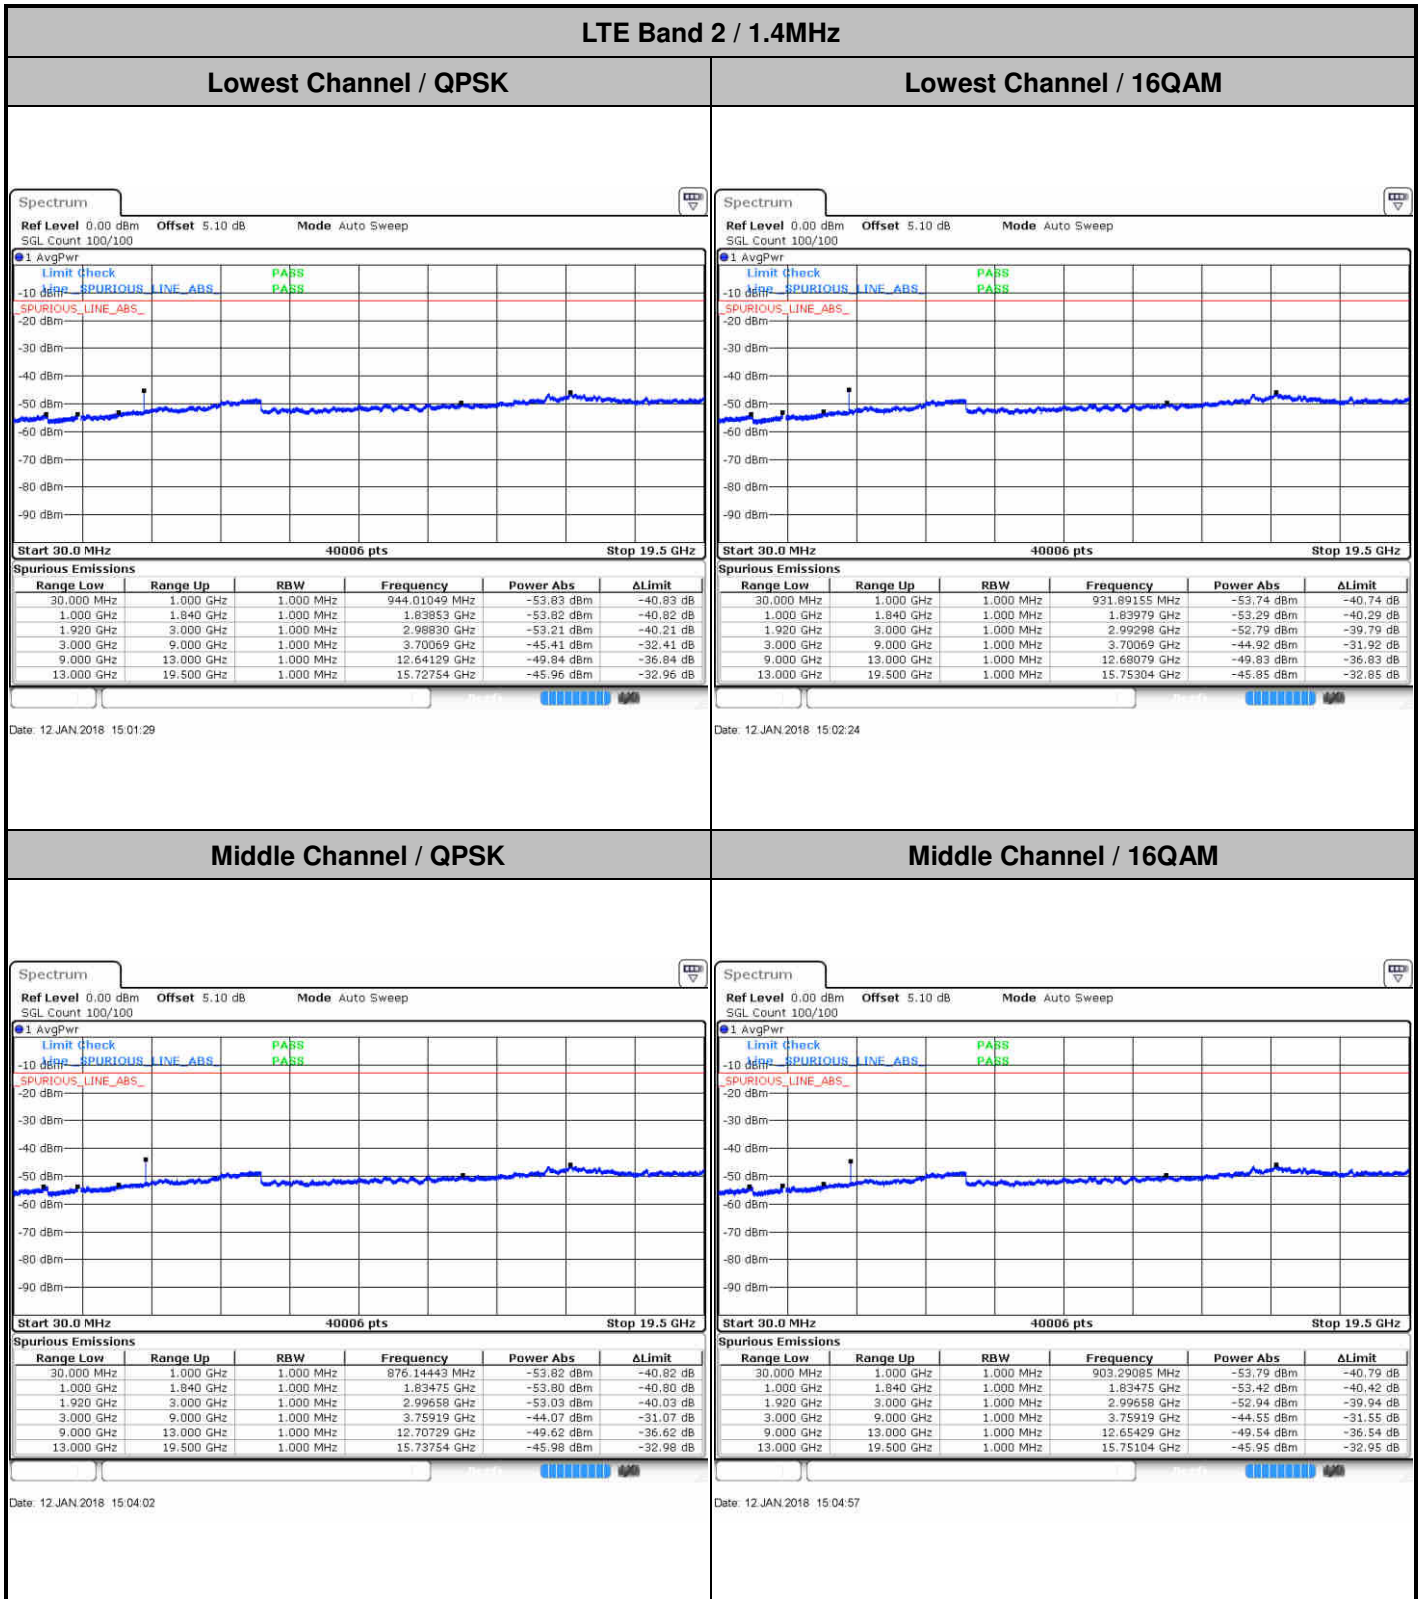 LTE Band 2 / 1.4MHz
Lowest Channel / QPSK
Lowest Channel / 16QAM
Spectrum
Ref Level 0.00 dBm Offset 5.10 dB Mode Auto Sweep
SGL Count 100/100
1 AvgPwr
Limit Check PASS
Line _SPURIOUS_LINE_ABS_ PASS
-10 dBm
_SPURIOUS_LINE_ABS_
-20 dBm
-30 dBm
-40 dBm
-50 dBm
-60 dBm
-70 dBm
-80 dBm
-90 dBm
Start 30.0 MHz 40006 pts Stop 19.5 GHz
Spurious Emissions
Range Low Range Up RBW Frequency Power Abs ΔLimit
30.000 MHz 1.000 GHz 1.000 MHz 944.01049 MHz -53.83 dBm -40.83 dB
1.000 GHz 1.840 GHz 1.000 MHz 1.83853 GHz -53.82 dBm -40.82 dB
1.920 GHz 3.000 GHz 1.000 MHz 2.98830 GHz -53.21 dBm -40.21 dB
3.000 GHz 9.000 GHz 1.000 MHz 3.70069 GHz -45.41 dBm -32.41 dB
9.000 GHz 13.000 GHz 1.000 MHz 12.64129 GHz -49.84 dBm -36.84 dB
13.000 GHz 19.500 GHz 1.000 MHz 15.72754 GHz -45.96 dBm -32.96 dB
Date: 12.JAN.2018 15:01:29
Spectrum
Ref Level 0.00 dBm Offset 5.10 dB Mode Auto Sweep
SGL Count 100/100
1 AvgPwr
Limit Check PASS
Line _SPURIOUS_LINE_ABS_ PASS
-10 dBm
_SPURIOUS_LINE_ABS_
-20 dBm
-30 dBm
-40 dBm
-50 dBm
-60 dBm
-70 dBm
-80 dBm
-90 dBm
Start 30.0 MHz 40006 pts Stop 19.5 GHz
Spurious Emissions
Range Low Range Up RBW Frequency Power Abs ΔLimit
30.000 MHz 1.000 GHz 1.000 MHz 931.89155 MHz -53.74 dBm -40.74 dB
1.000 GHz 1.840 GHz 1.000 MHz 1.83979 GHz -53.29 dBm -40.29 dB
1.920 GHz 3.000 GHz 1.000 MHz 2.99298 GHz -52.79 dBm -39.79 dB
3.000 GHz 9.000 GHz 1.000 MHz 3.70069 GHz -44.92 dBm -31.92 dB
9.000 GHz 13.000 GHz 1.000 MHz 12.68079 GHz -49.83 dBm -36.83 dB
13.000 GHz 19.500 GHz 1.000 MHz 15.75304 GHz -45.85 dBm -32.85 dB
Date: 12.JAN.2018 15:02:24
Middle Channel / QPSK
Middle Channel / 16QAM
Spectrum
Ref Level 0.00 dBm Offset 5.10 dB Mode Auto Sweep
SGL Count 100/100
1 AvgPwr
Limit Check PASS
Line _SPURIOUS_LINE_ABS_ PASS
-10 dBm
_SPURIOUS_LINE_ABS_
-20 dBm
-30 dBm
-40 dBm
-50 dBm
-60 dBm
-70 dBm
-80 dBm
-90 dBm
Start 30.0 MHz 40006 pts Stop 19.5 GHz
Spurious Emissions
Range Low Range Up RBW Frequency Power Abs ΔLimit
30.000 MHz 1.000 GHz 1.000 MHz 876.14443 MHz -53.82 dBm -40.82 dB
1.000 GHz 1.840 GHz 1.000 MHz 1.83475 GHz -53.80 dBm -40.80 dB
1.920 GHz 3.000 GHz 1.000 MHz 2.99658 GHz -53.03 dBm -40.03 dB
3.000 GHz 9.000 GHz 1.000 MHz 3.75919 GHz -44.07 dBm -31.07 dB
9.000 GHz 13.000 GHz 1.000 MHz 12.70729 GHz -49.62 dBm -36.62 dB
13.000 GHz 19.500 GHz 1.000 MHz 15.73754 GHz -45.98 dBm -32.98 dB
Date: 12.JAN.2018 15:04:02
Spectrum
Ref Level 0.00 dBm Offset 5.10 dB Mode Auto Sweep
SGL Count 100/100
1 AvgPwr
Limit Check PASS
Line _SPURIOUS_LINE_ABS_ PASS
-10 dBm
_SPURIOUS_LINE_ABS_
-20 dBm
-30 dBm
-40 dBm
-50 dBm
-60 dBm
-70 dBm
-80 dBm
-90 dBm
Start 30.0 MHz 40006 pts Stop 19.5 GHz
Spurious Emissions
Range Low Range Up RBW Frequency Power Abs ΔLimit
30.000 MHz 1.000 GHz 1.000 MHz 903.29085 MHz -53.79 dBm -40.79 dB
1.000 GHz 1.840 GHz 1.000 MHz 1.83475 GHz -53.42 dBm -40.42 dB
1.920 GHz 3.000 GHz 1.000 MHz 2.99658 GHz -52.94 dBm -39.94 dB
3.000 GHz 9.000 GHz 1.000 MHz 3.75919 GHz -44.55 dBm -31.55 dB
9.000 GHz 13.000 GHz 1.000 MHz 12.65429 GHz -49.54 dBm -36.54 dB
13.000 GHz 19.500 GHz 1.000 MHz 15.75104 GHz -45.95 dBm -32.95 dB
Date: 12.JAN.2018 15:04:57